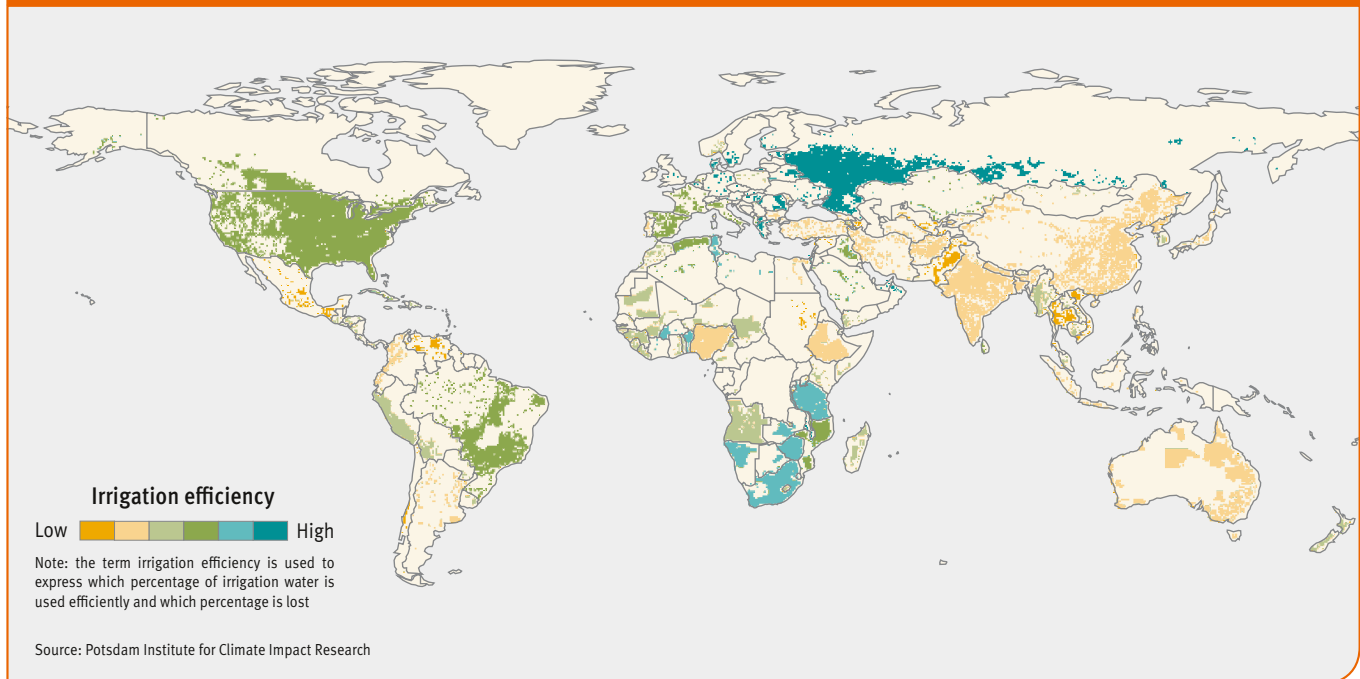 Irrigation efficiency
Low High
Note: the term irrigation efficiency is used to
express which percentage of irrigation water is
used efficiently and which percentage is lost
Source: Potsdam Institute for Climate Impact Research